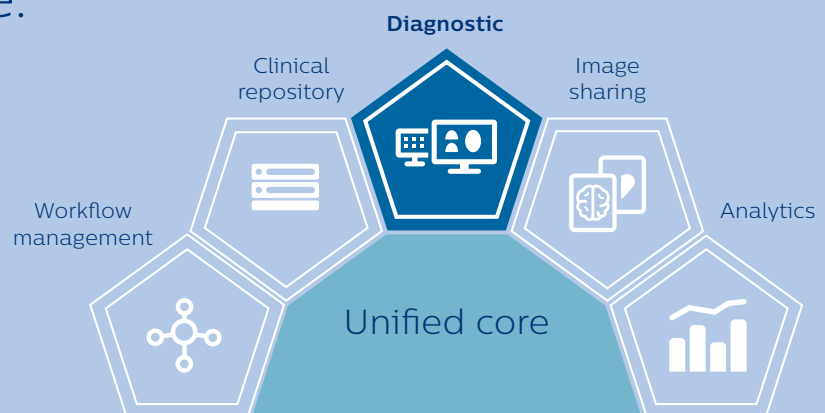 e.
Diagnostic
Clinical
repository
Image
sharing
Workflow
management
Analytics
Unified core